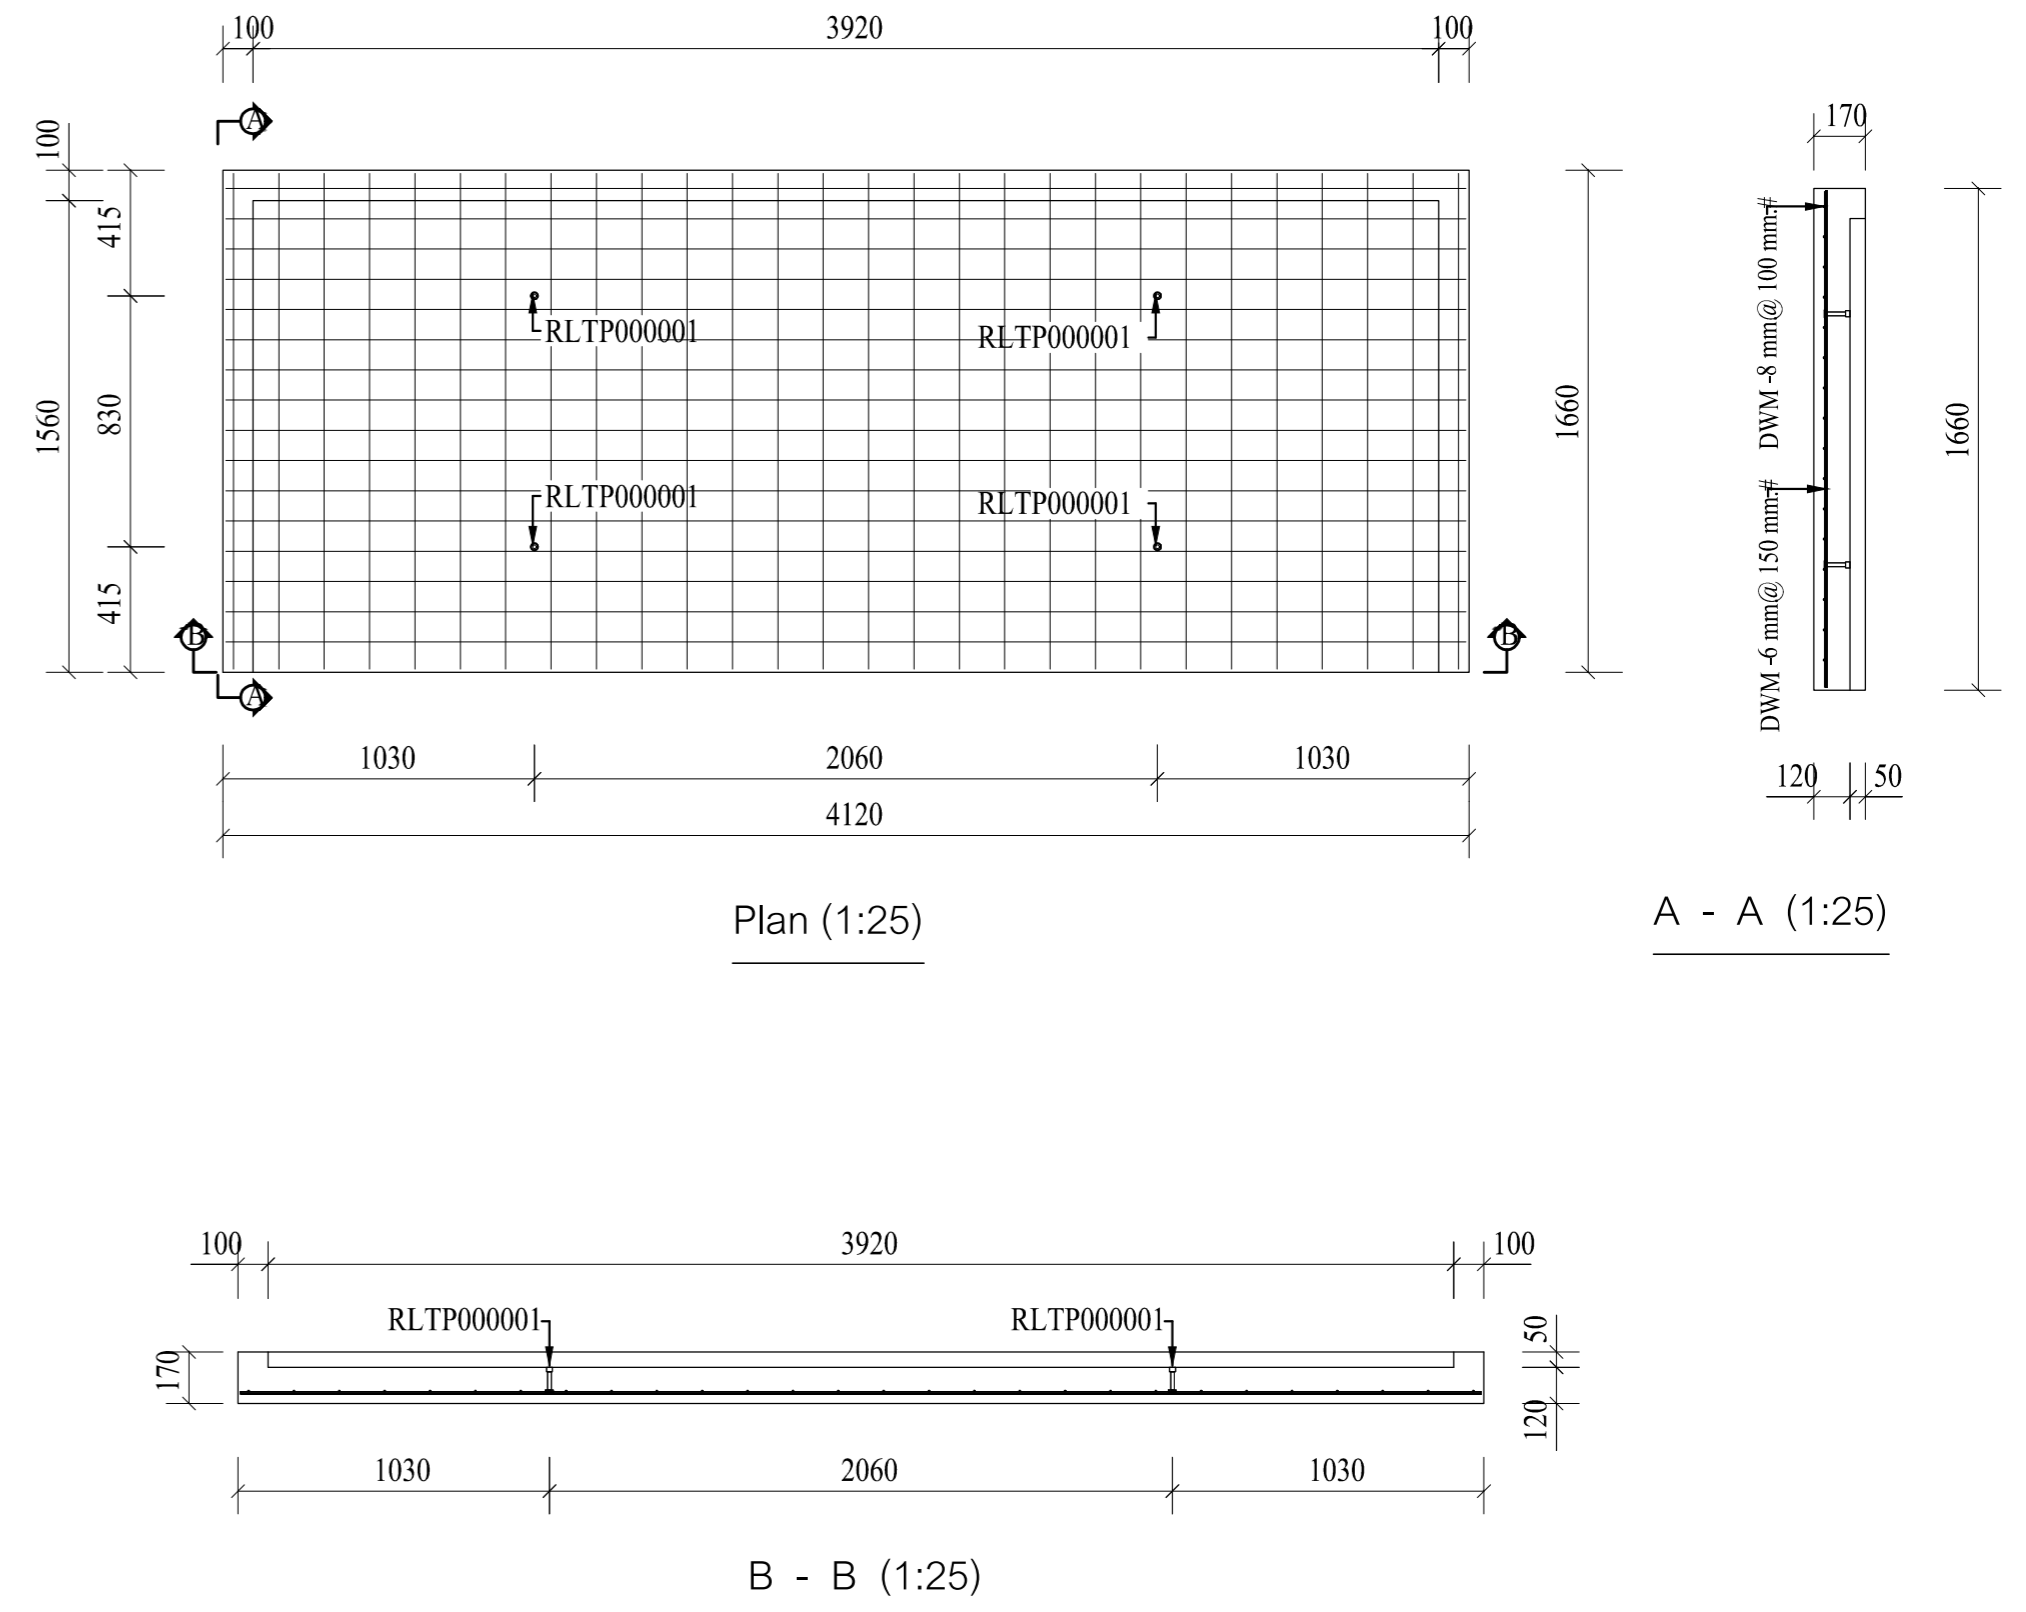 100
3920
100
A
100
415
1560
830
415
RLTP000001
RLTP000001
RLTP000001
RLTP000001
1660
B
B
A
1030
2060
1030
4120
Plan (1:25)
170
DWM -8 mm@ 100 mm.#
DWM -6 mm@ 150 mm.#
1660
120
50
A - A (1:25)
100
3920
100
RLTP000001
RLTP000001
170
50
120
1030
2060
1030
B - B (1:25)